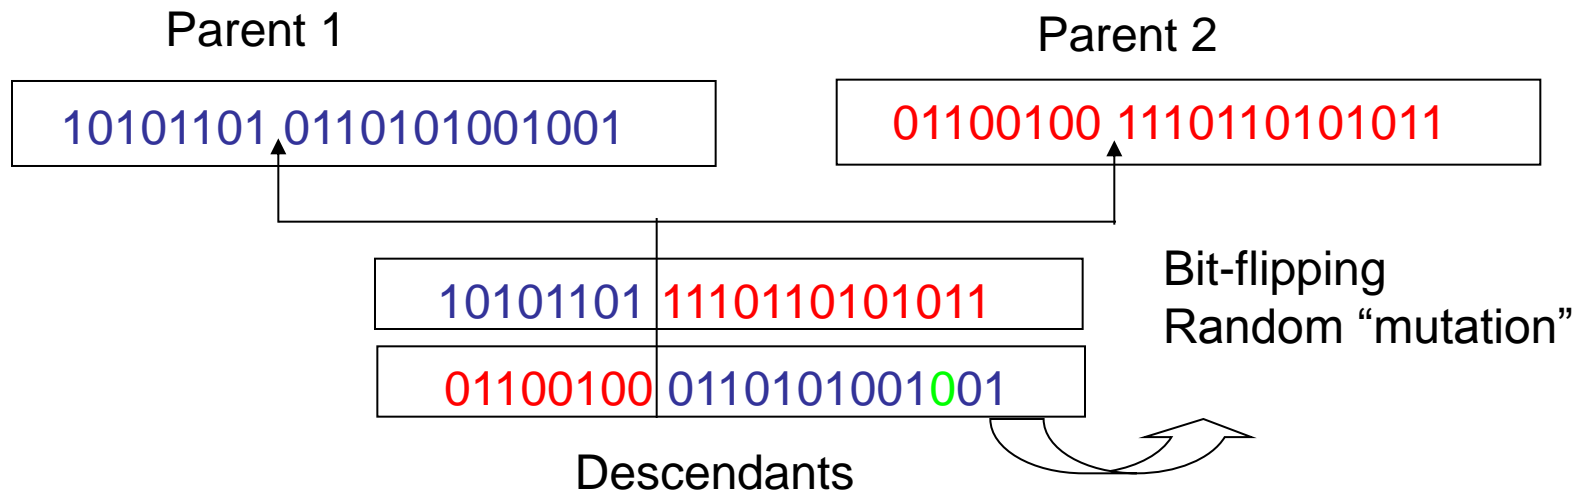 Parent 1
Parent 2
10101101 0110101001001
01100100 1110110101011
10101101 1110110101011
01100100 0110101001001
Bit-flipping
Random “mutation”
Descendants